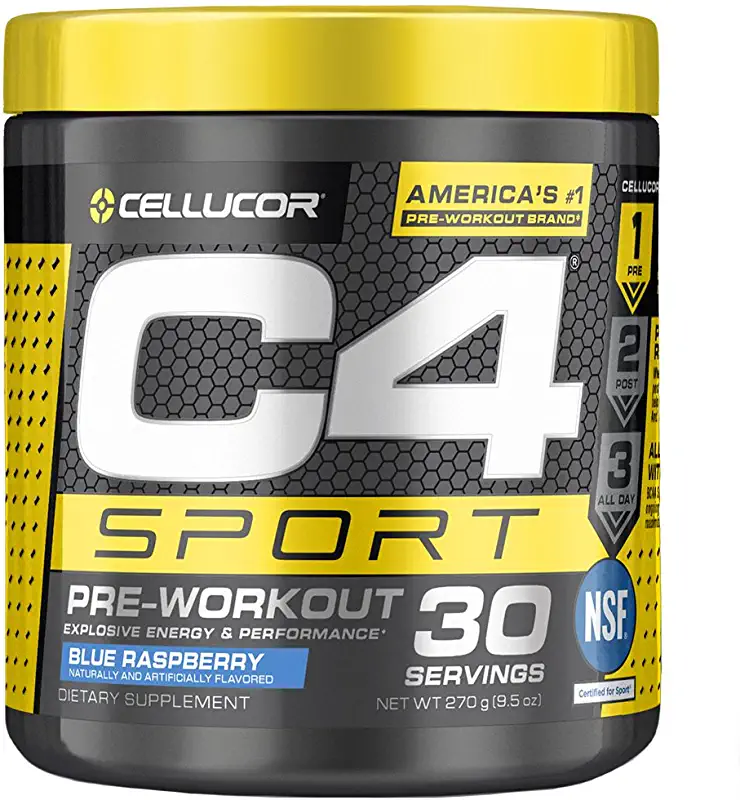 CELLUCOR®
AMERICA'S #1
PRE-WORKOUT BRAND‡
C4®
SPORT
PRE-WORKOUT
EXPLOSIVE ENERGY & PERFORMANCE*
BLUE RASPBERRY
NATURALLY AND ARTIFICIALLY FLAVORED
DIETARY SUPPLEMENT
30
SERVINGS
NET WT 270 g (9.5 oz)
CELLUCOR
1
PRE
2
POST
3
ALL DAY
NSF®
Certified for Sport®